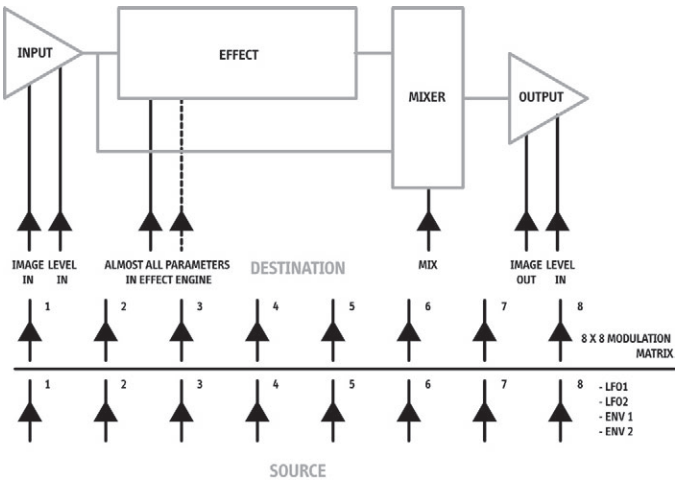 INPUT
EFFECT
MIXER
OUTPUT
IMAGE IN
LEVEL IN
ALMOST ALL PARAMETERS
IN EFFECT ENGINE
DESTINATION
MIX
IMAGE OUT
LEVEL IN
1 2 3 4 5 6 7 8
8 X 8 MODULATION
MATRIX
1 2 3 4 5 6 7 8
- LFO1
- LFO2
- ENV 1
- ENV 2
SOURCE